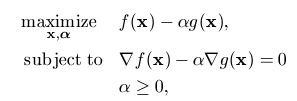 maximize f(x) − αg(x),
x,α
subject to ∇f(x) − α∇g(x) = 0
α ≥ 0,